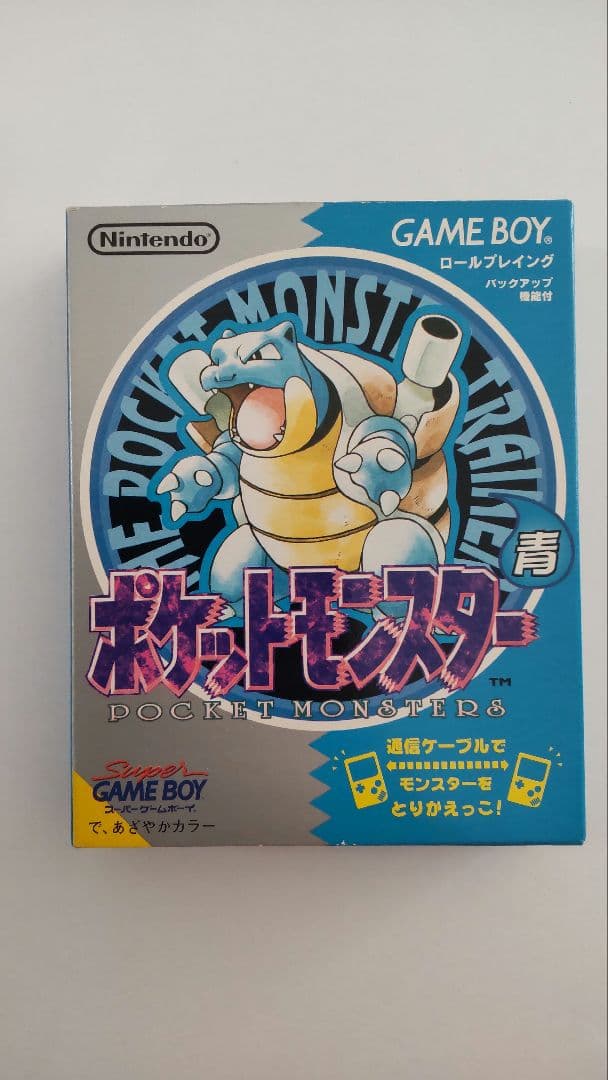 Nintendo®
GAME BOY®
ロールプレイング
バックアップ
機能付
THE POCKET MONSTER TRAINER
青
ポケットモンスター
™
POCKET MONSTERS
通信ケーブルで
モンスターを
とりかえっこ!
Super
GAME BOY
スーパーゲームボーイ
で、あざやかカラー